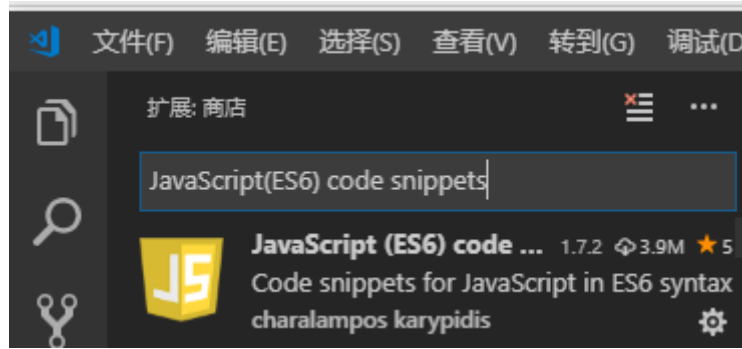 文件(F) 编辑(E) 选择(S) 查看(V) 转到(G) 调试(D
扩展: 商店
JavaScript(ES6) code snippets
JS
JavaScript (ES6) code ... 1.7.2 3.9M ★ 5
Code snippets for JavaScript in ES6 syntax
charalampos karypidis